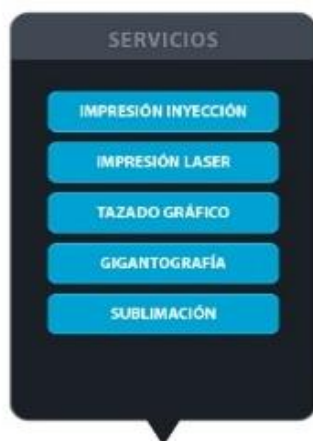 SERVICIOS
IMPRESIÓN INYECCIÓN
IMPRESIÓN LASER
TAZADO GRÁFICO
GIGANTOGRAFÍA
SUBLIMACIÓN